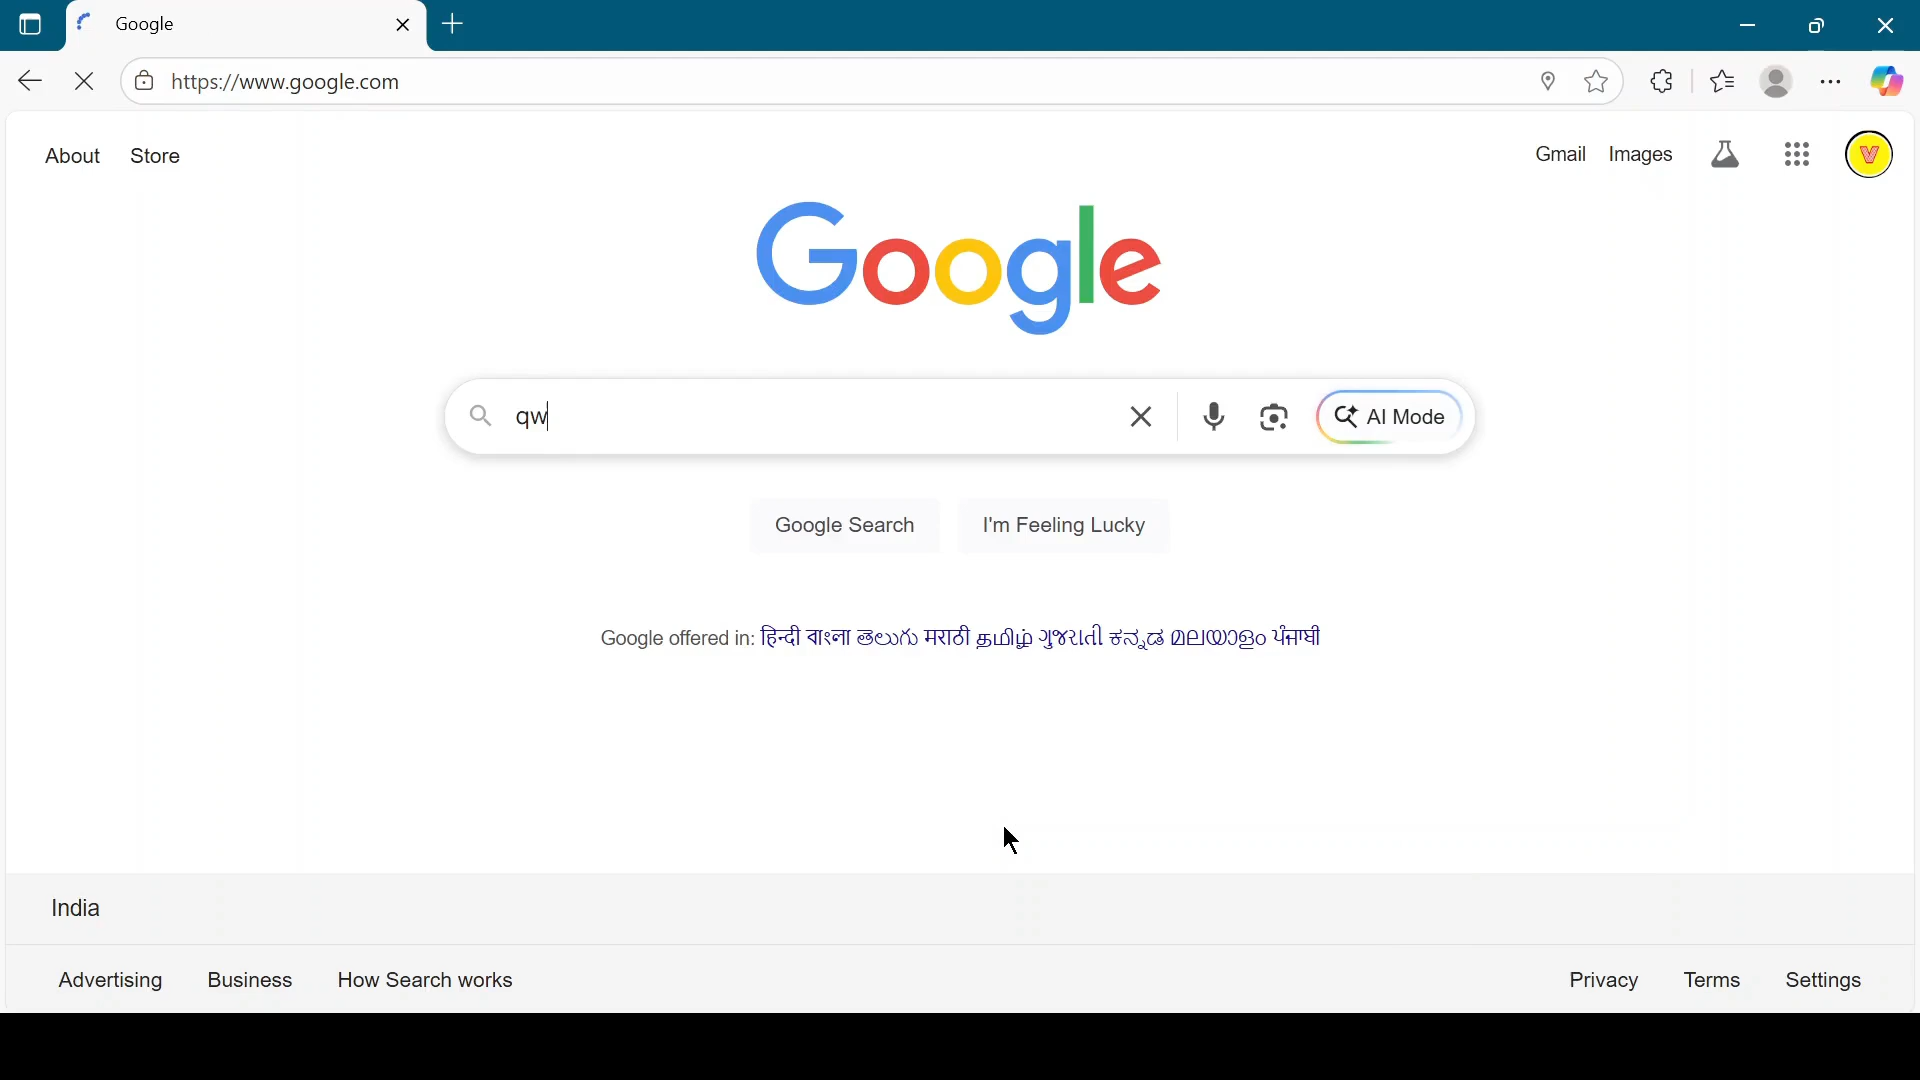 Google
https://www.google.com
About Store
Gmail Images
Google
qw
AI Mode
Google Search I'm Feeling Lucky
Google offered in: हिन्दी বাংলা తెలుగు मराठी தமிழ் ગુજરાતી ಕನ್ನಡ മലയാളം ਪੰਜਾਬੀ
India
Advertising Business How Search works
Privacy Terms Settings